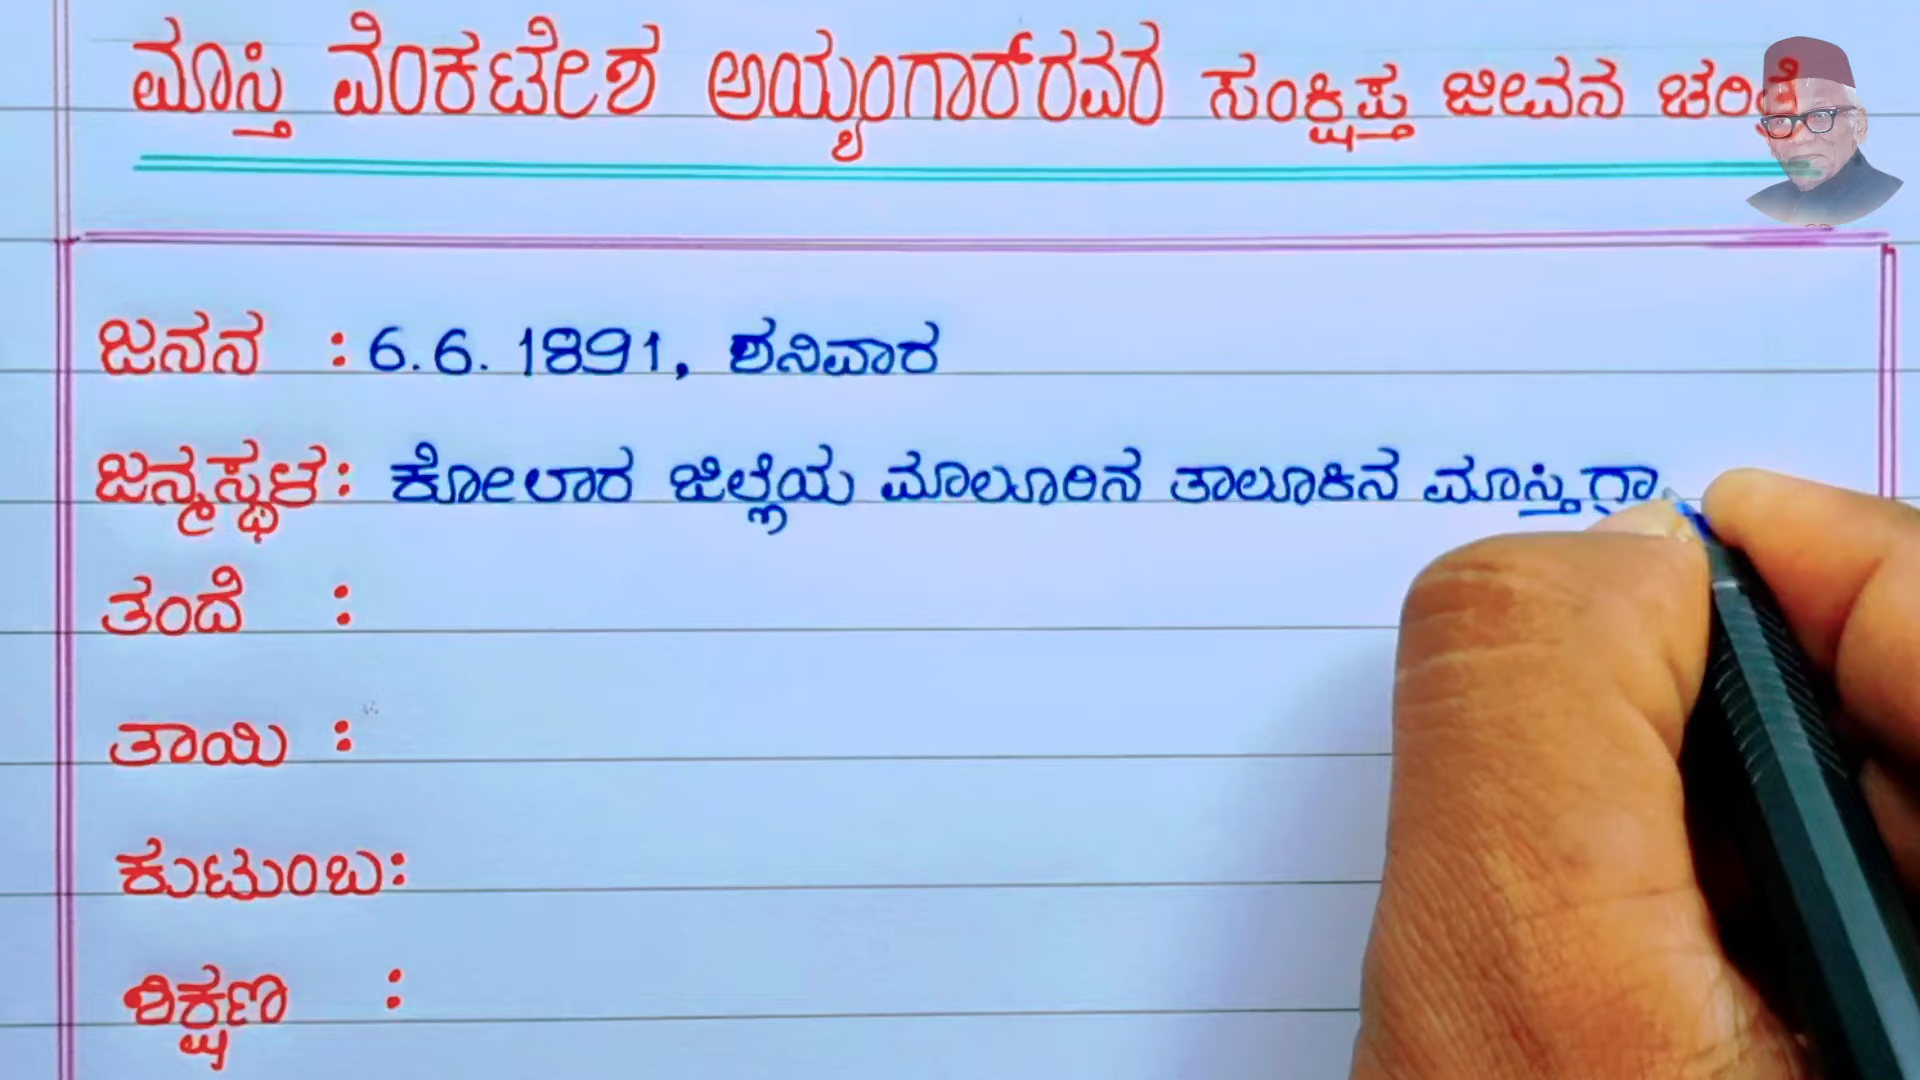 ಮಾಸ್ತಿ ವೆಂಕಟೇಶ ಅಯ್ಯಂಗಾರ್‌ರವರ ಸಂಕ್ಷಿಪ್ತ ಜೀವನ ಚರಿತ್ರೆ
ಜನನ : 6.6.1891, ಶನಿವಾರ
ಜನ್ಮಸ್ಥಳ: ಕೋಲಾರ ಜಿಲ್ಲೆಯ ಮಾಲೂರಿನ ತಾಲೂಕಿನ ಮಾಸ್ತಿಗ್ರಾ
ತಂದೆ :
ತಾಯಿ :
ಕುಟುಂಬ:
ಶಿಕ್ಷಣ :